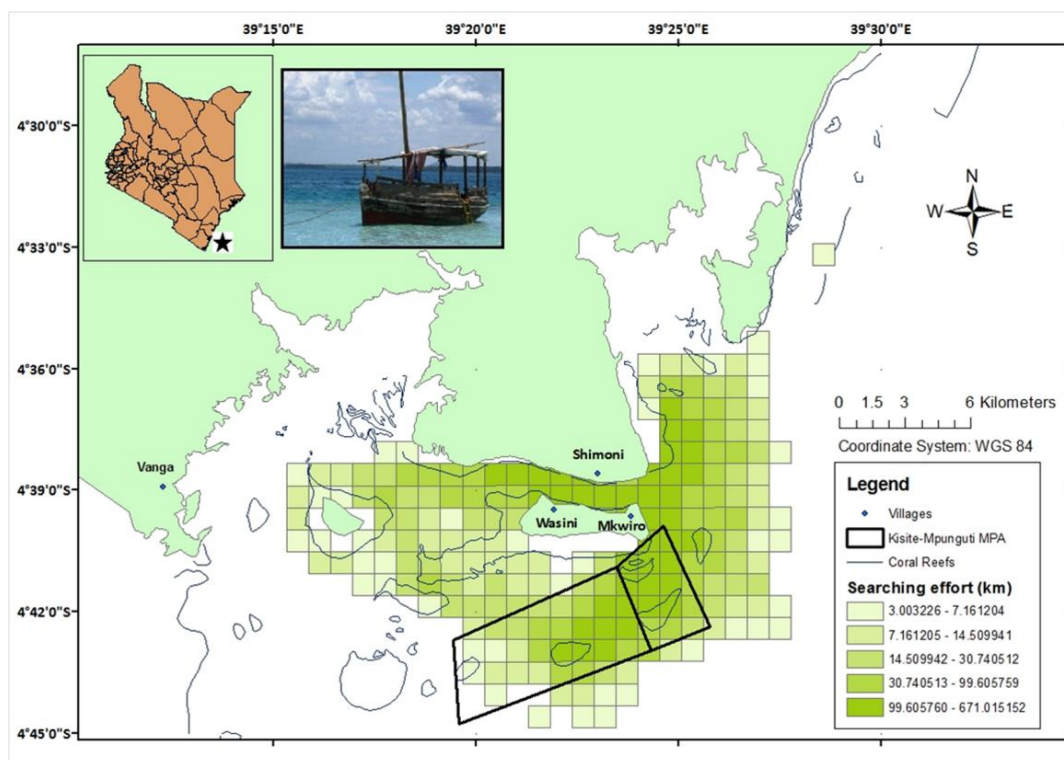 39°15'0"E 39°20'0"E 39°25'0"E 39°30'0"E
4°30'0"S
4°33'0"S
4°36'0"S
4°39'0"S
4°42'0"S
4°45'0"S
N
W E
S
0 1.5 3 6 Kilometers
Coordinate System: WGS 84
Vanga
Shimoni
Wasini
Mkwiro
Legend
Villages
Kisite-Mpunguti MPA
Coral Reefs
Searching effort (km)
3.003226 - 7.161204
7.161205 - 14.509941
14.509942 - 30.740512
30.740513 - 99.605759
99.605760 - 671.015152